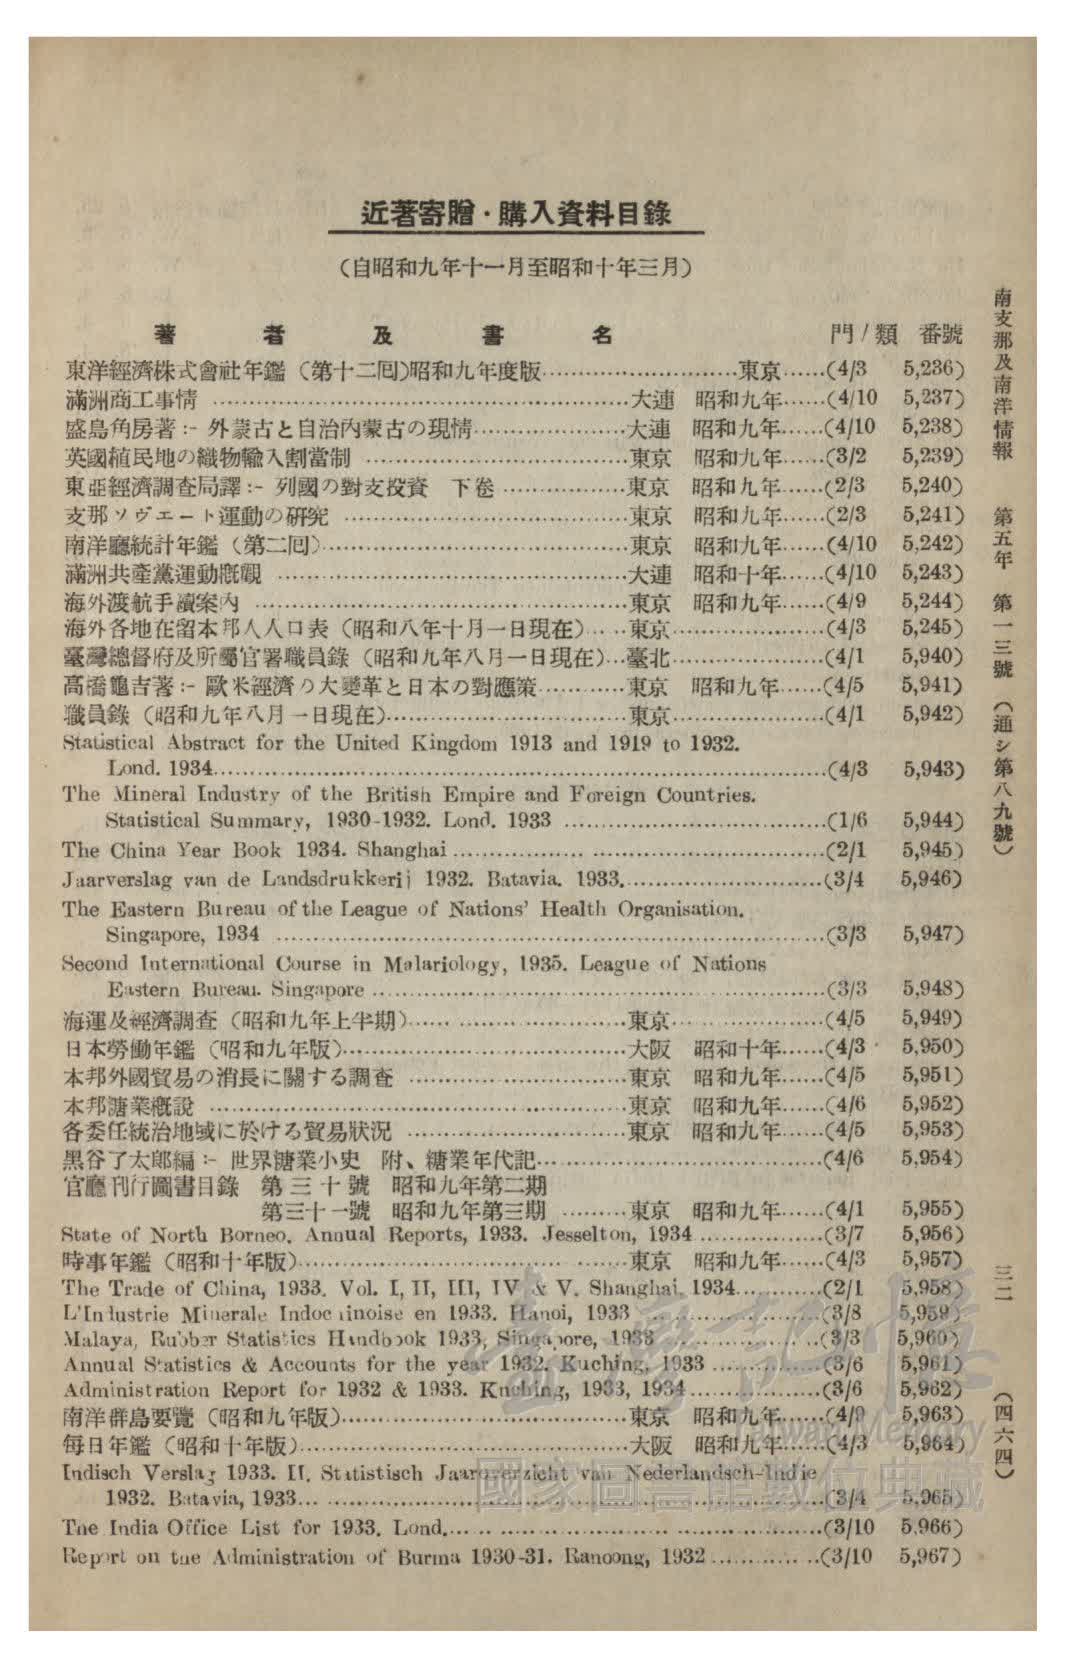 近著寄贈・購入資料目錄
(自昭和九年十一月至昭和十年三月)
著者及書名 門/類 番號
東洋經濟株式會社年鑑(第十二囘)昭和九年度版……東京……(4/3 5,236)
滿洲商工事情……大連 昭和九年……(4/10 5,237)
盛島角房著:- 外蒙古と自治內蒙古の現情……大連 昭和九年……(4/10 5,238)
英國植民地の織物輸入割當制……東京 昭和九年……(3/2 5,239)
東亞經濟調查局譯:- 列國の對支投資 下卷……東京 昭和九年……(2/3 5,240)
支那ソヴエート運動の硏究……東京 昭和九年……(2/3 5,241)
南洋廳統計年鑑(第二囘)……東京 昭和九年……(4/10 5,242)
滿洲共產黨運動槪觀……大連 昭和十年……(4/10 5,243)
海外渡航手續案內……東京 昭和九年……(4/9 5,244)
海外各地在留本邦人人口表(昭和八年十月一日現在)……東京……(4/3 5,245)
臺灣總督府及所屬官署職員錄(昭和九年八月一日現在)…臺北……(4/1 5,940)
高橋龜吉著:- 歐米經濟の大變革と日本の對應策……東京 昭和九年……(4/5 5,941)
職員錄(昭和九年八月一日現在)……東京……(4/1 5,942)
Statistical Abstract for the United Kingdom 1913 and 1919 to 1932.
Lond. 1934……(4/3 5,943)
The Mineral Industry of the British Empire and Foreign Countries.
Statistical Summary, 1930-1932. Lond. 1933……(1/6 5,944)
The China Year Book 1934. Shanghai……(2/1 5,945)
Jaarverslag van de Landsdrukkerij 1932. Batavia. 1933.……(3/4 5,946)
The Eastern Bureau of the League of Nations' Health Organisation.
Singapore, 1934……(3/3 5,947)
Second International Course in Malariology, 1935. League of Nations
Eastern Bureau. Singapore……(3/3 5,948)
海運及經濟調查(昭和九年上半期)……東京……(4/5 5,949)
日本勞働年鑑(昭和九年版)……大阪 昭和十年……(4/3 5,950)
本邦外國貿易の消長に關する調查……東京 昭和九年……(4/5 5,951)
本邦糖業槪說……東京 昭和九年……(4/6 5,952)
各委任統治地域に於ける貿易狀況……東京 昭和九年……(4/5 5,953)
黑谷了太郎編:- 世界糖業小史 附、糖業年代記……(4/6 5,954)
官廳刊行圖書目錄 第三十號 昭和九年第二期
第三十一號 昭和九年第三期……東京 昭和九年……(4/1 5,955)
State of North Borneo. Annual Reports, 1933. Jesselton, 1934……(3/7 5,956)
時事年鑑(昭和十年版)……東京 昭和九年……(4/3 5,957)
The Trade of China, 1933. Vol. I, II, III, IV & V. Shanghai. 1934……(2/1 5,958)
L'Industrie Minerale Indochinoise en 1933. Hanoi, 1933……(3/8 5,959)
Malaya, Rubber Statistics Handbook 1933, Singapore, 1933……(3/3 5,960)
Annual Statistics & Accounts for the year 1932. Kuching, 1933……(3/6 5,961)
Administration Report for 1932 & 1933. Kuching, 1933, 1934……(3/6 5,962)
南洋群島要覽(昭和九年版)……東京 昭和九年……(4/9 5,963)
每日年鑑(昭和十年版)……大阪 昭和九年……(4/3 5,964)
Indisch Verslag 1933. II. Statistisch Jaaroverzicht van Nederlandsch-Indie
1932. Batavia, 1933……(3/4 5,965)
The India Office List for 1933. Lond.……(3/10 5,966)
Report on the Administration of Burma 1930-31. Rangoong, 1932……(3/10 5,967)
南支那及南洋情報 第五年 第一三號(通シ第八九號)
三二
(四六四)
臺灣記憶
Taiwan Memory
國家圖書館數位典藏